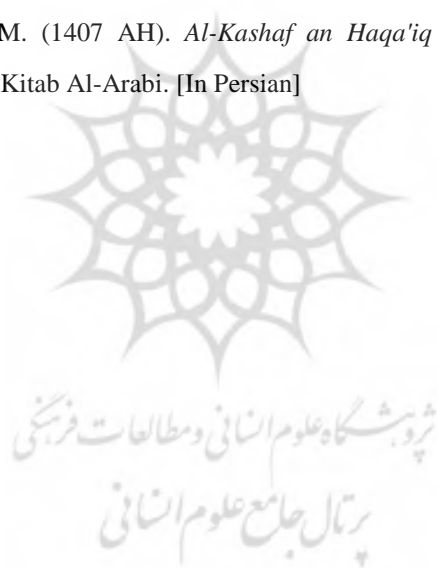 M. (1407 AH). Al-Kashaf an Haqa'iq
Kitab Al-Arabi. [In Persian]
پژوهشگاه علوم انسانی و مطالعات فرهنگی
پرتال جامع علوم انسانی